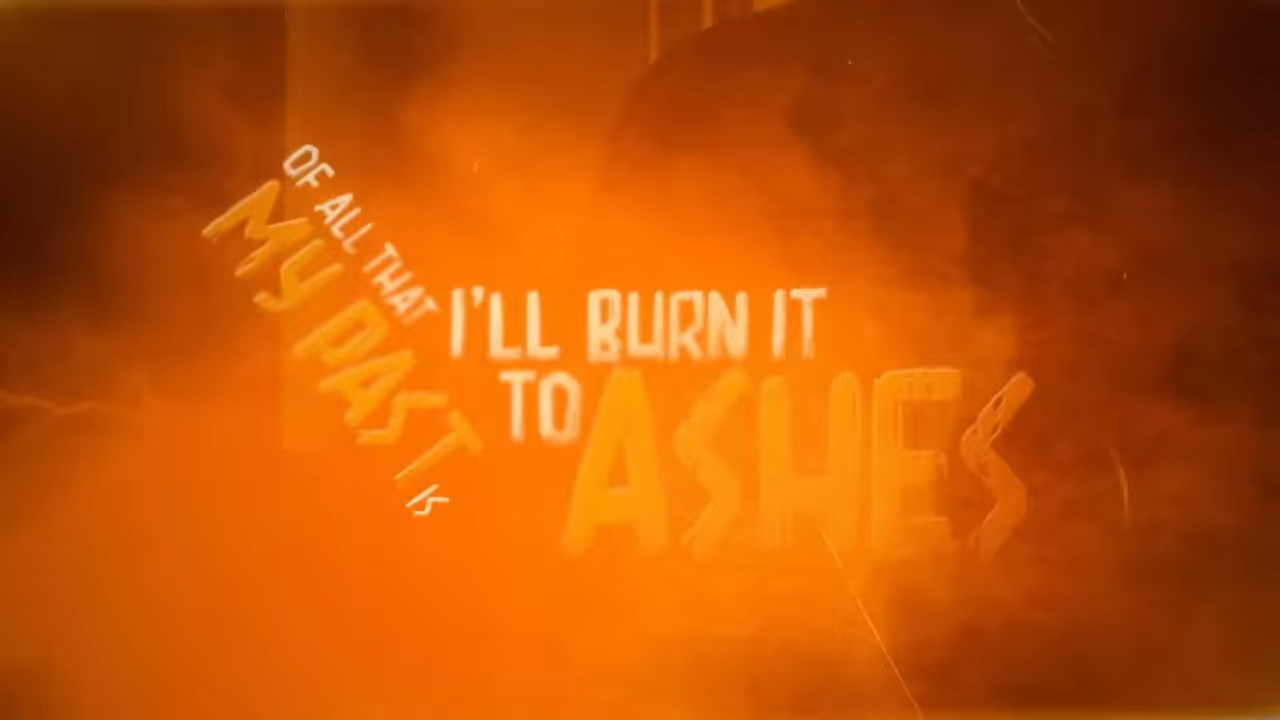 OF ALL THAT
MY PAST
IS
I'LL BURN IT
TO ASHES